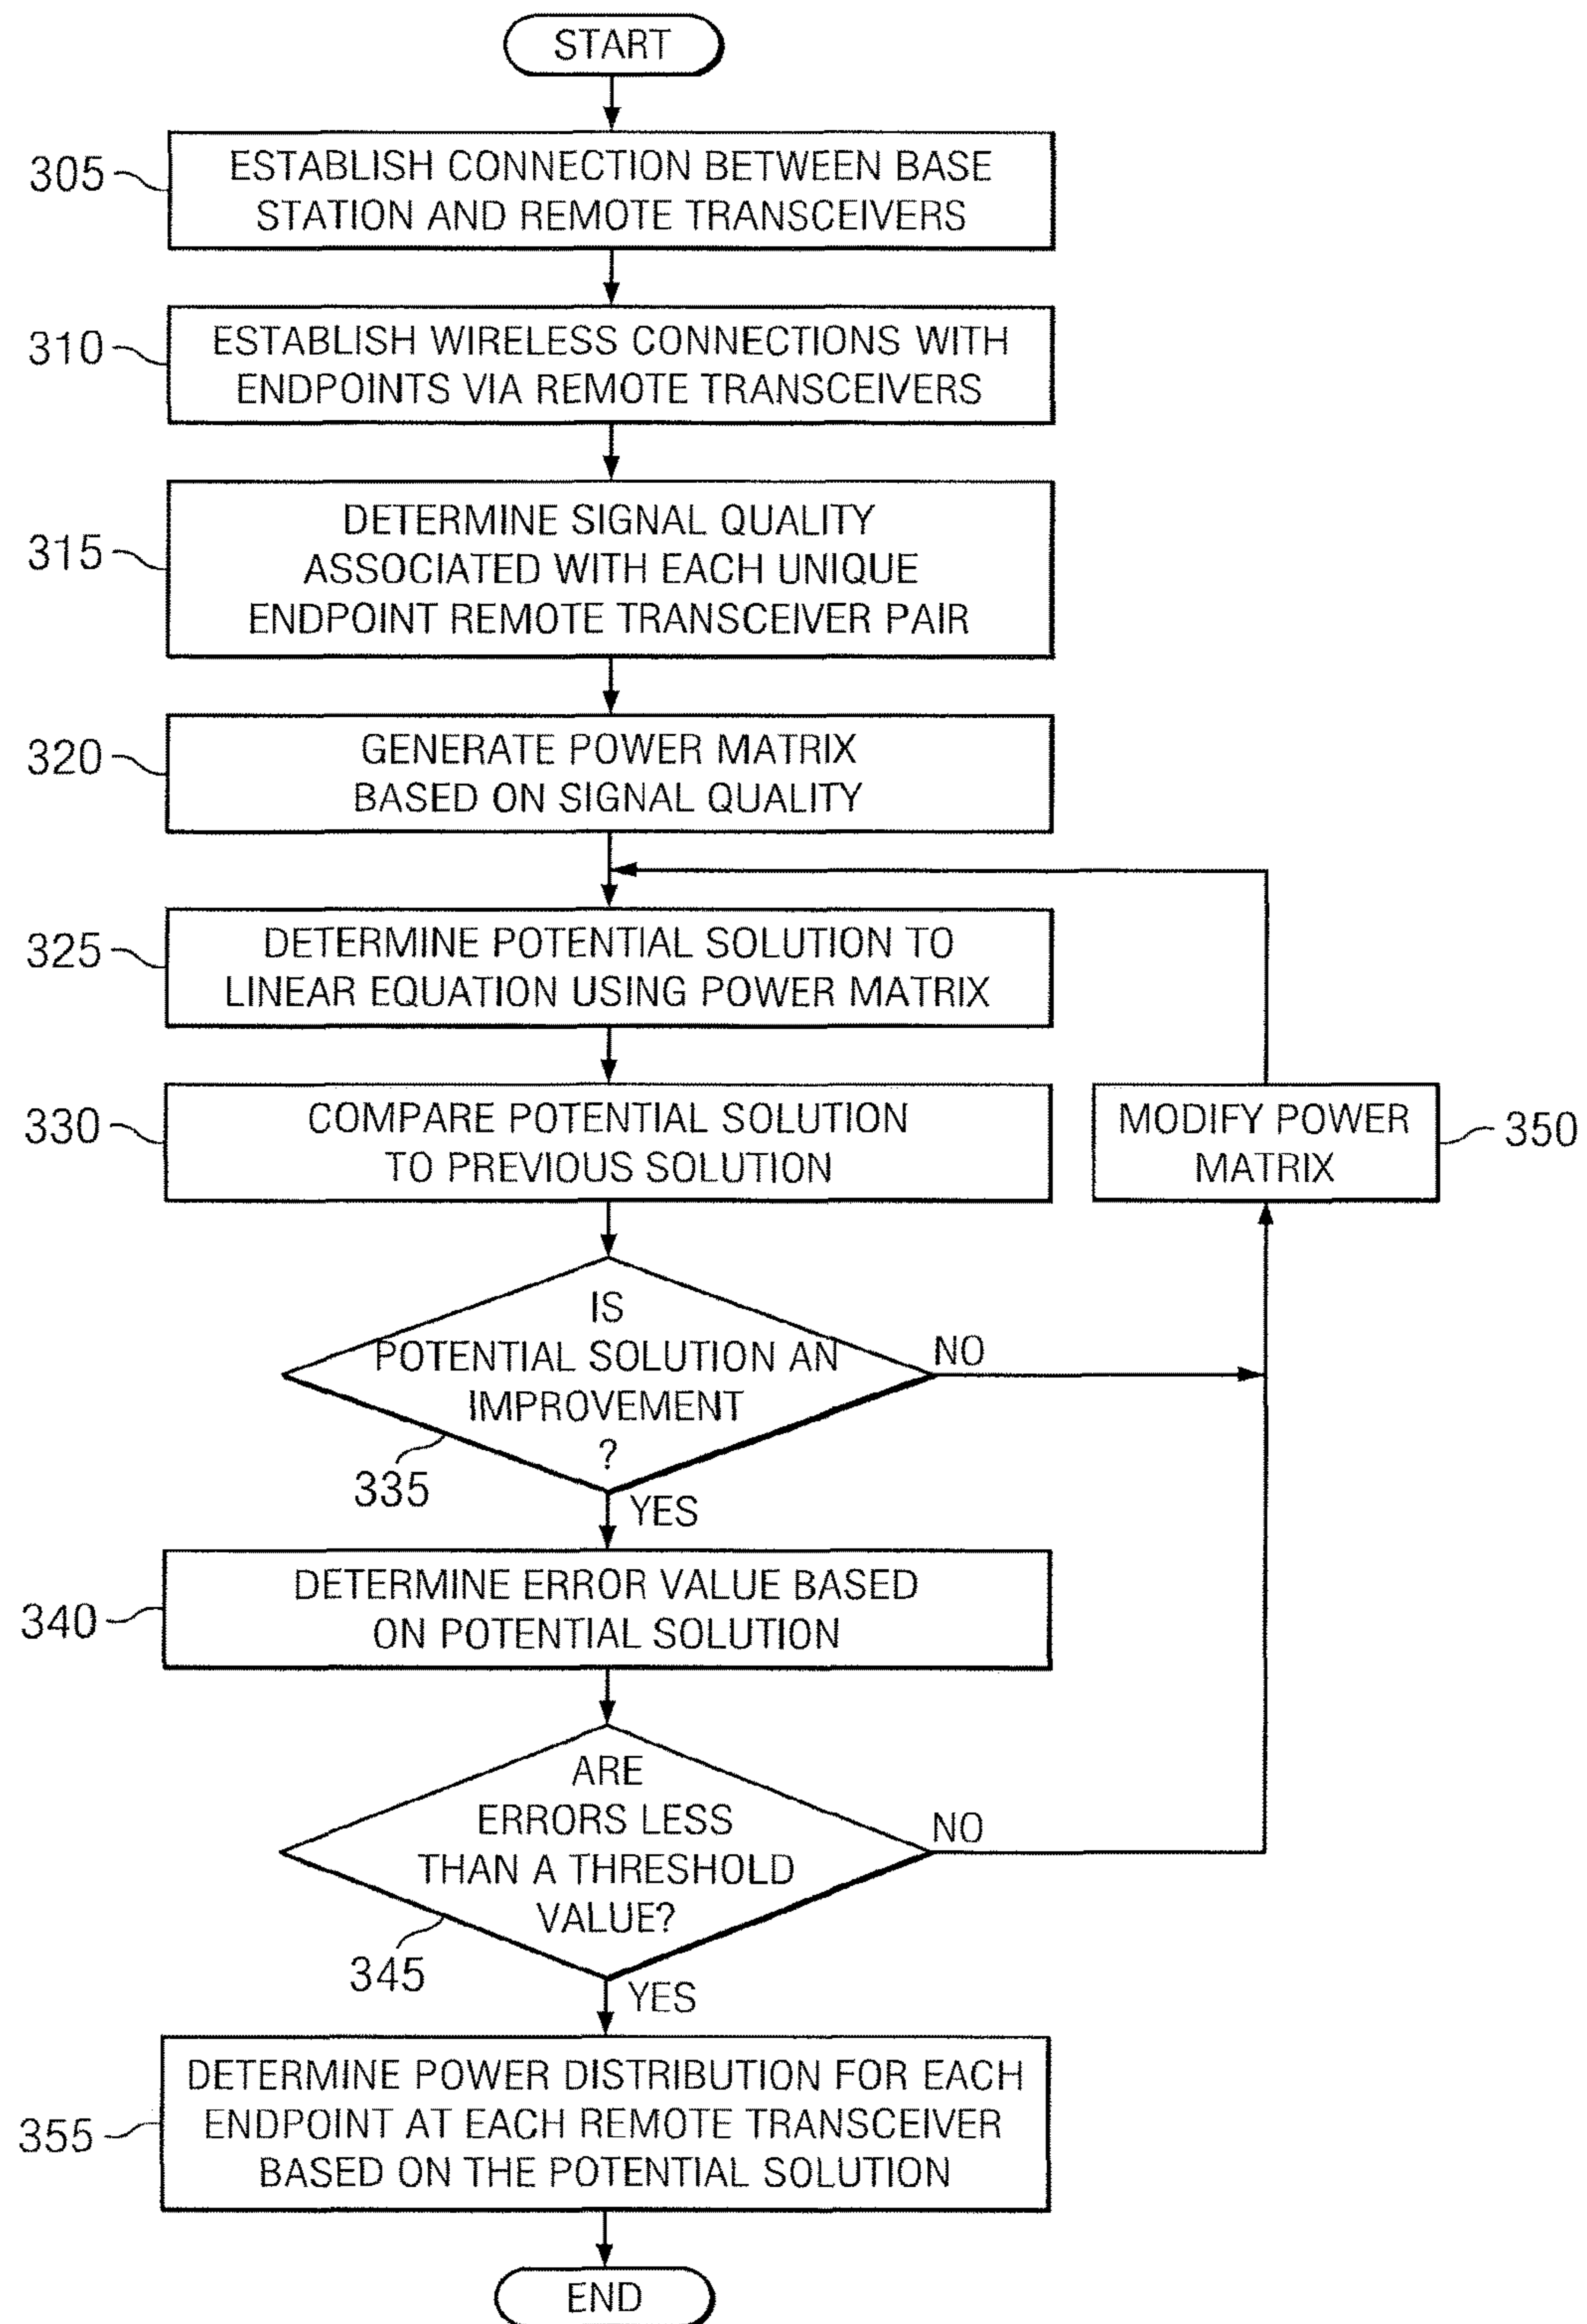 START
305
ESTABLISH CONNECTION BETWEEN BASE
STATION AND REMOTE TRANSCEIVERS
310
ESTABLISH WIRELESS CONNECTIONS WITH
ENDPOINTS VIA REMOTE TRANSCEIVERS
315
DETERMINE SIGNAL QUALITY
ASSOCIATED WITH EACH UNIQUE
ENDPOINT REMOTE TRANSCEIVER PAIR
320
GENERATE POWER MATRIX
BASED ON SIGNAL QUALITY
325
DETERMINE POTENTIAL SOLUTION TO
LINEAR EQUATION USING POWER MATRIX
330
COMPARE POTENTIAL SOLUTION
TO PREVIOUS SOLUTION
MODIFY POWER
MATRIX
350
IS
POTENTIAL SOLUTION AN
IMPROVEMENT
?
NO
335
YES
340
DETERMINE ERROR VALUE BASED
ON POTENTIAL SOLUTION
ARE
ERRORS LESS
THAN A THRESHOLD
VALUE?
NO
345
YES
355
DETERMINE POWER DISTRIBUTION FOR EACH
ENDPOINT AT EACH REMOTE TRANSCEIVER
BASED ON THE POTENTIAL SOLUTION
END